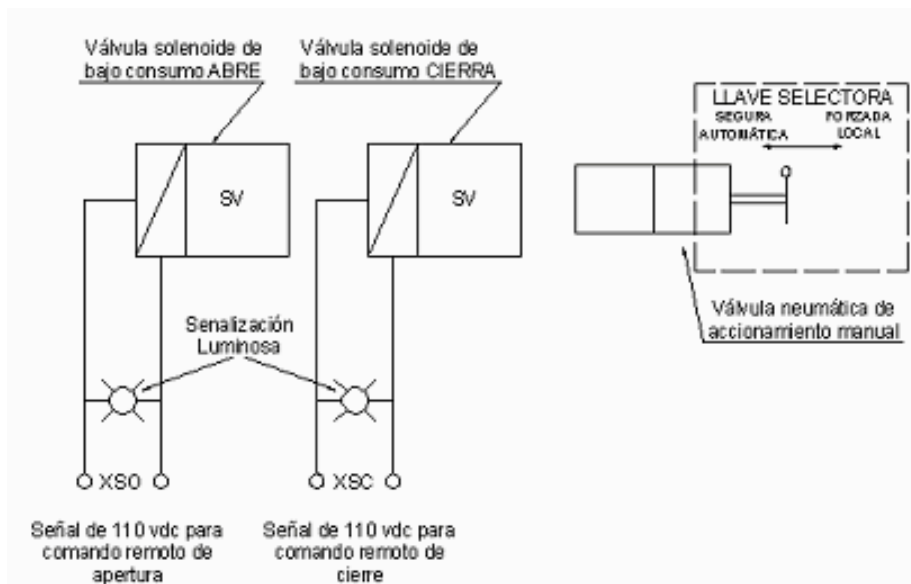 Válvula solenoide de
bajo consumo ABRE
Válvula solenoide de
bajo consumo CIERRA
LLAVE SELECTORA
SEGURA
AUTOMÁTICA
FORZADA
LOCAL
SV
SV
Válvula neumática de
accionamiento manual
Senalización
Luminosa
XSO
XSC
Señal de 110 vdc para
comando remoto de
apertura
Señal de 110 vdc para
comando remoto de
cierre